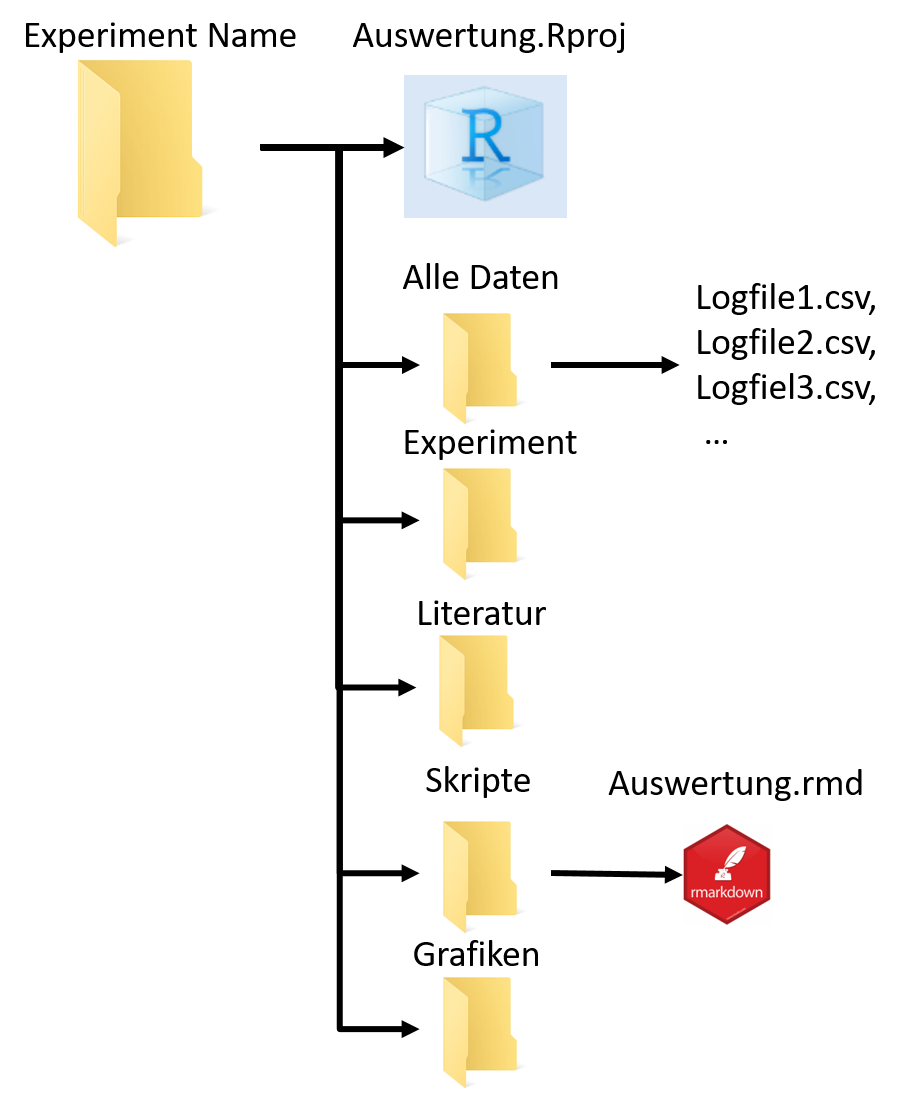 Experiment Name
Auswertung.Rproj
R
Alle Daten
Logfile1.csv,
Logfile2.csv,
Logfiel3.csv,
...
Experiment
Literatur
Skripte
Auswertung.rmd
rmarkdown
Grafiken